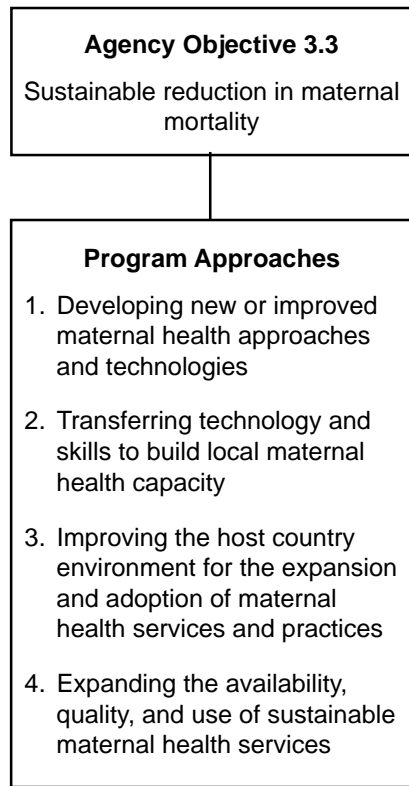 Agency Objective 3.3
Sustainable reduction in maternal
mortality
Program Approaches
1. Developing new or improved
maternal health approaches
and technologies
2. Transferring technology and
skills to build local maternal
health capacity
3. Improving the host country
environment for the expansion
and adoption of maternal
health services and practices
4. Expanding the availability,
quality, and use of sustainable
maternal health services